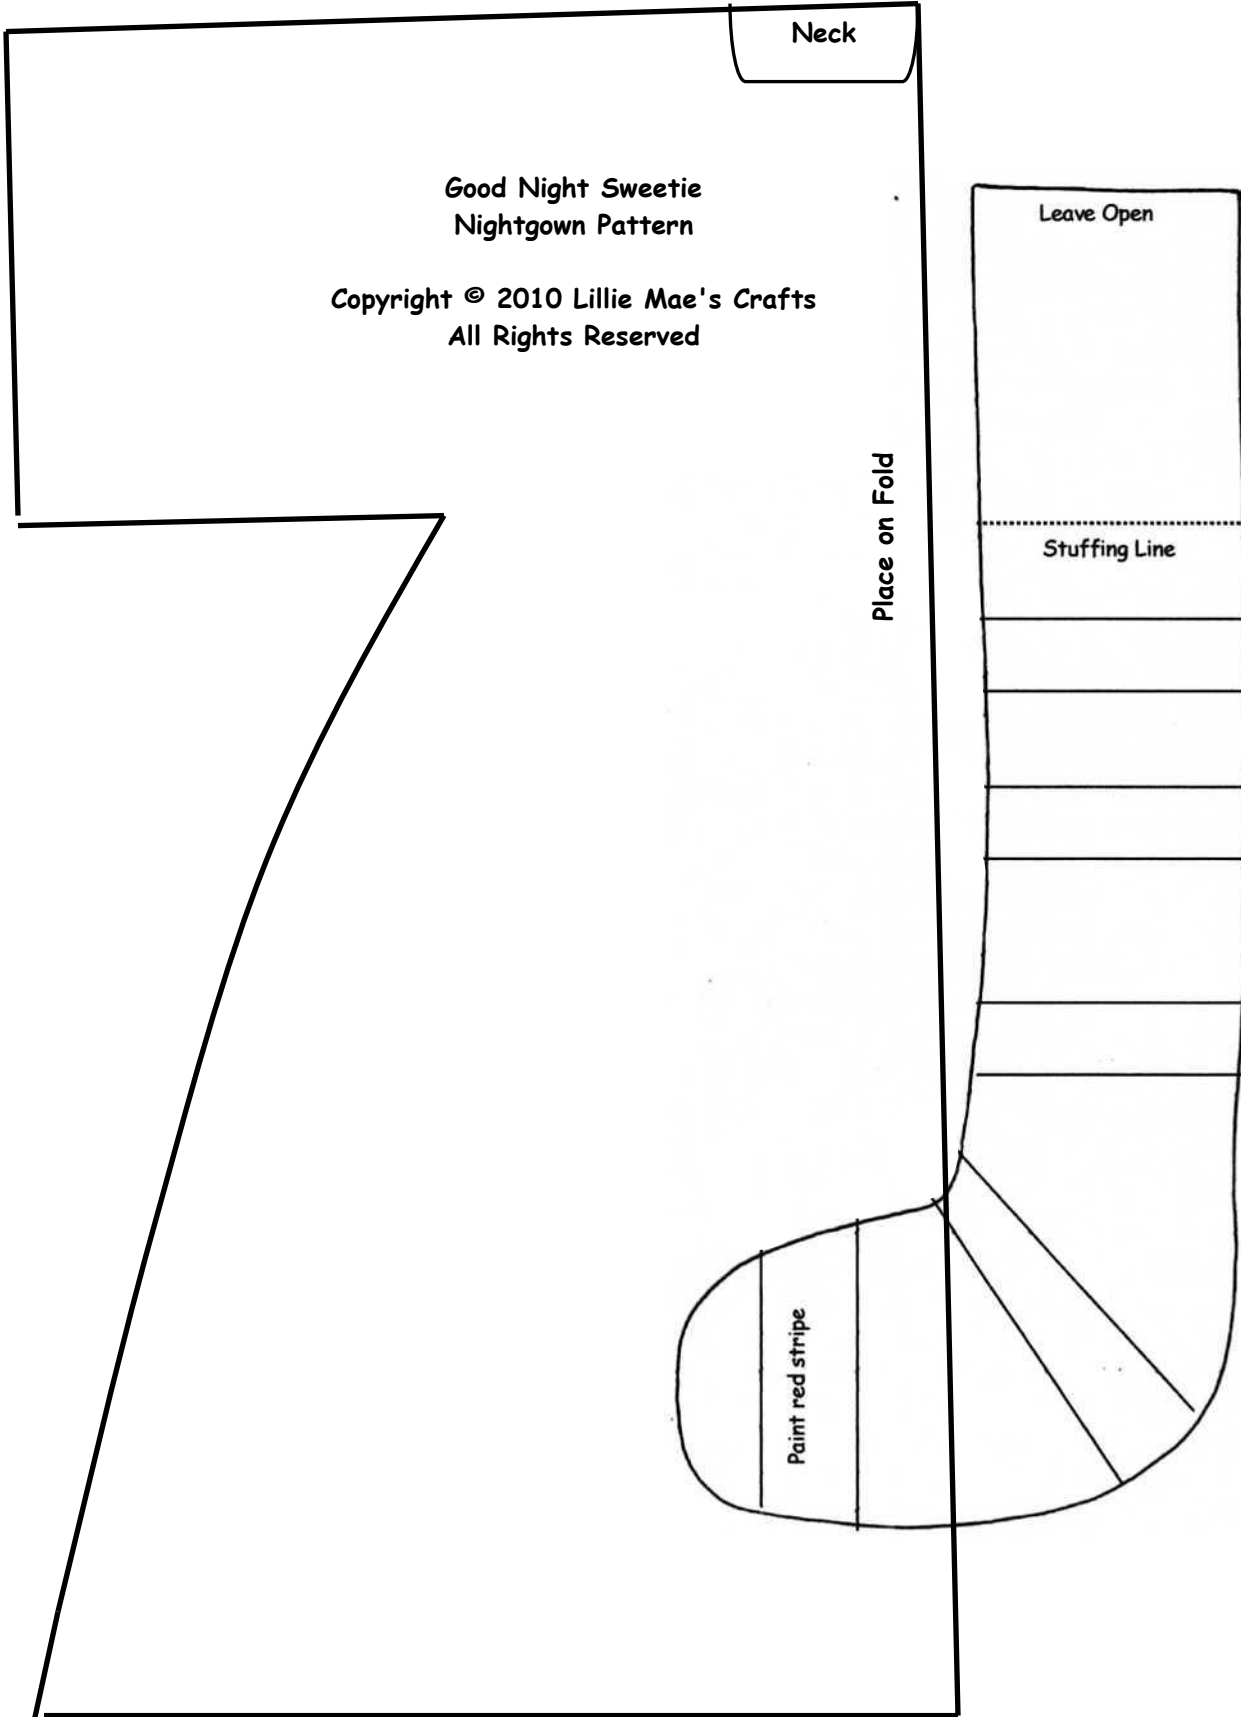 Neck
Good Night Sweetie
Nightgown Pattern
Copyright © 2010 Lillie Mae's Crafts
All Rights Reserved
Leave Open
Place on Fold
Stuffing Line
Paint red stripe